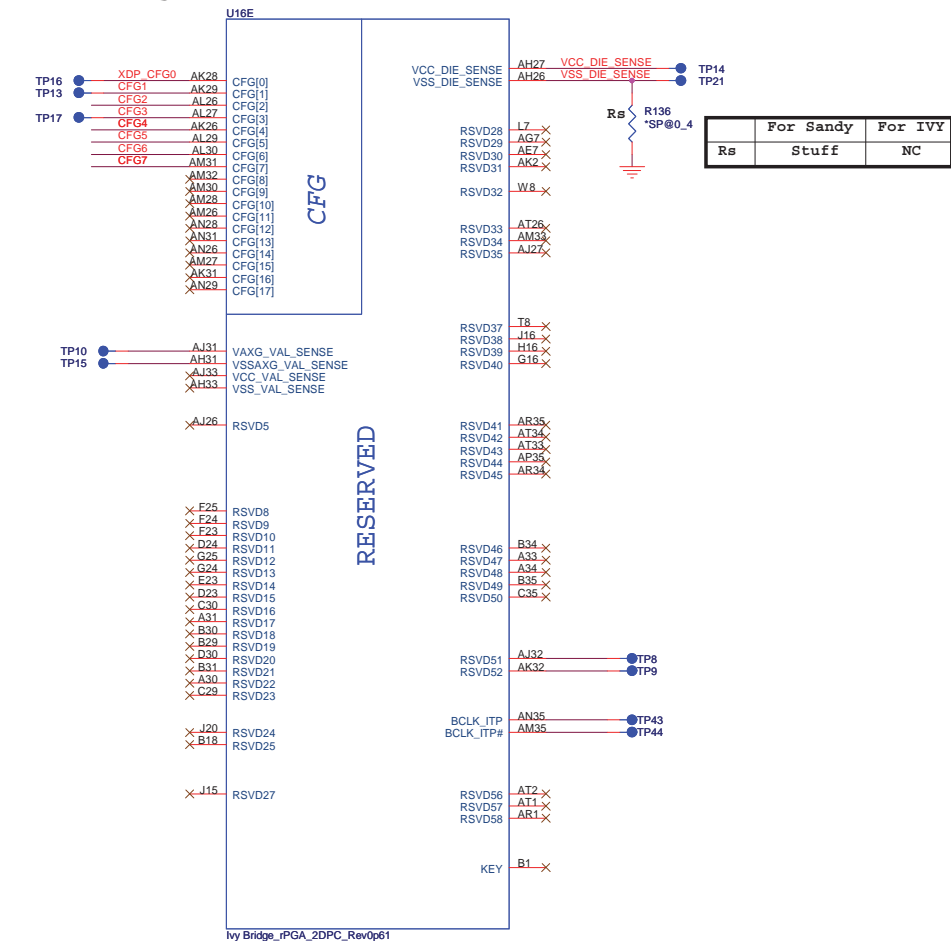 U16E
TP16 XDP_CFG0 AK28 CFG[0]
TP13 CFG1 AK29 CFG[1]
CFG2 AL26 CFG[2]
TP17 CFG3 AL27 CFG[3]
CFG4 AK26 CFG[4]
CFG5 AL29 CFG[5]
CFG6 AL30 CFG[6]
CFG7 AM31 CFG[7]
AM32 CFG[8]
AM30 CFG[9]
AM28 CFG[10]
AM26 CFG[11]
AN28 CFG[12]
AN31 CFG[13]
AN26 CFG[14]
AM27 CFG[15]
AK31 CFG[16]
AN29 CFG[17]
CFG
TP10 AJ31 VAXG_VAL_SENSE
TP15 AH31 VSSAXG_VAL_SENSE
AJ33 VCC_VAL_SENSE
AH33 VSS_VAL_SENSE
AJ26 RSVD5
RESERVED
F25 RSVD8
F24 RSVD9
F23 RSVD10
D24 RSVD11
G25 RSVD12
G24 RSVD13
E23 RSVD14
D23 RSVD15
C30 RSVD16
A31 RSVD17
B30 RSVD18
B29 RSVD19
D30 RSVD20
B31 RSVD21
A30 RSVD22
C29 RSVD23
J20 RSVD24
B18 RSVD25
J15 RSVD27
VCC_DIE_SENSE AH27 VCC_DIE_SENSE TP14
VSS_DIE_SENSE AH26 VSS_DIE_SENSE TP21
Rs R136
*SP@0_4
For Sandy For IVY
Rs Stuff NC
RSVD28 L7
RSVD29 AG7
RSVD30 AE7
RSVD31 AK2
RSVD32 W8
RSVD33 AT26
RSVD34 AM33
RSVD35 AJ27
RSVD37 T8
RSVD38 J16
RSVD39 H16
RSVD40 G16
RSVD41 AR35
RSVD42 AT34
RSVD43 AT33
RSVD44 AP35
RSVD45 AR34
RSVD46 B34
RSVD47 A33
RSVD48 A34
RSVD49 B35
RSVD50 C35
RSVD51 AJ32 TP8
RSVD52 AK32 TP9
BCLK_ITP AN35 TP43
BCLK_ITP# AM35 TP44
RSVD56 AT2
RSVD57 AT1
RSVD58 AR1
KEY B1
Ivy Bridge_rPGA_2DPC_Rev0p61